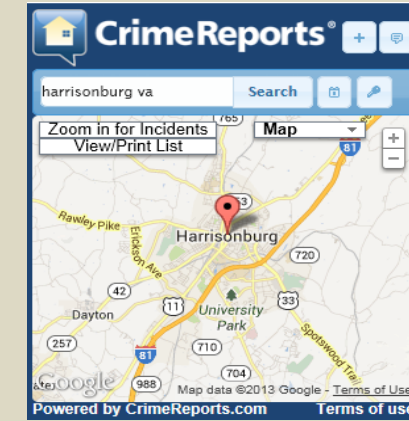 CrimeReports®
harrisonburg va Search
Zoom in for Incidents
View/Print List
Map
765
81
53
Rawley Pike
Erickson Ave
Harrisonburg
720
42
Dayton
11
University
Park
33
257
81
710
Spotswood Trail
704
988
Google
Map data ©2013 Google - Terms of Use
Powered by CrimeReports.com Terms of use